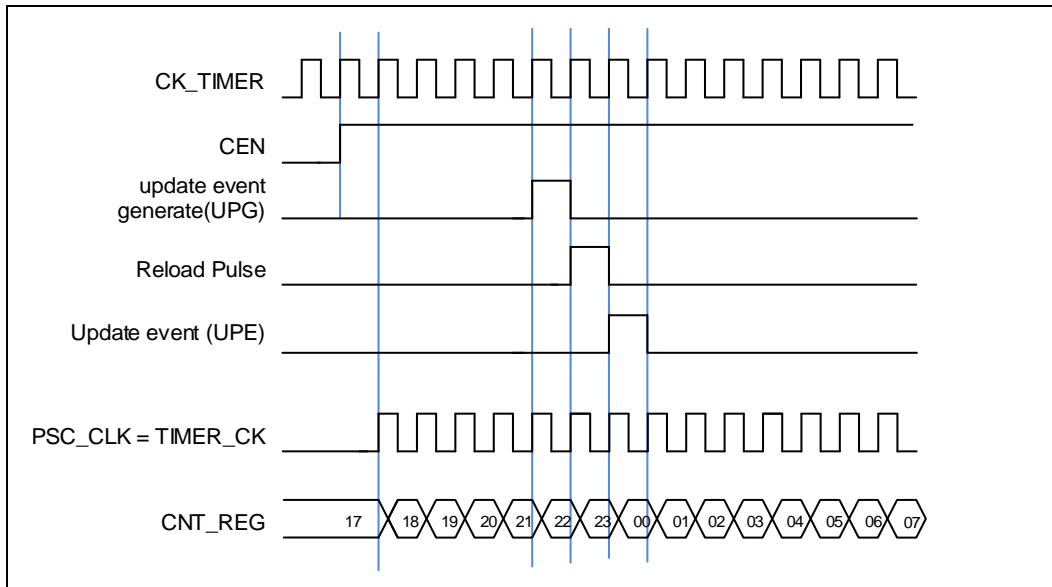 CK_TIMER
CEN
update event
generate(UPG)
Reload Pulse
Update event (UPE)
PSC_CLK = TIMER_CK
CNT_REG 17 18 19 20 21 22 23 00 01 02 03 04 05 06 07